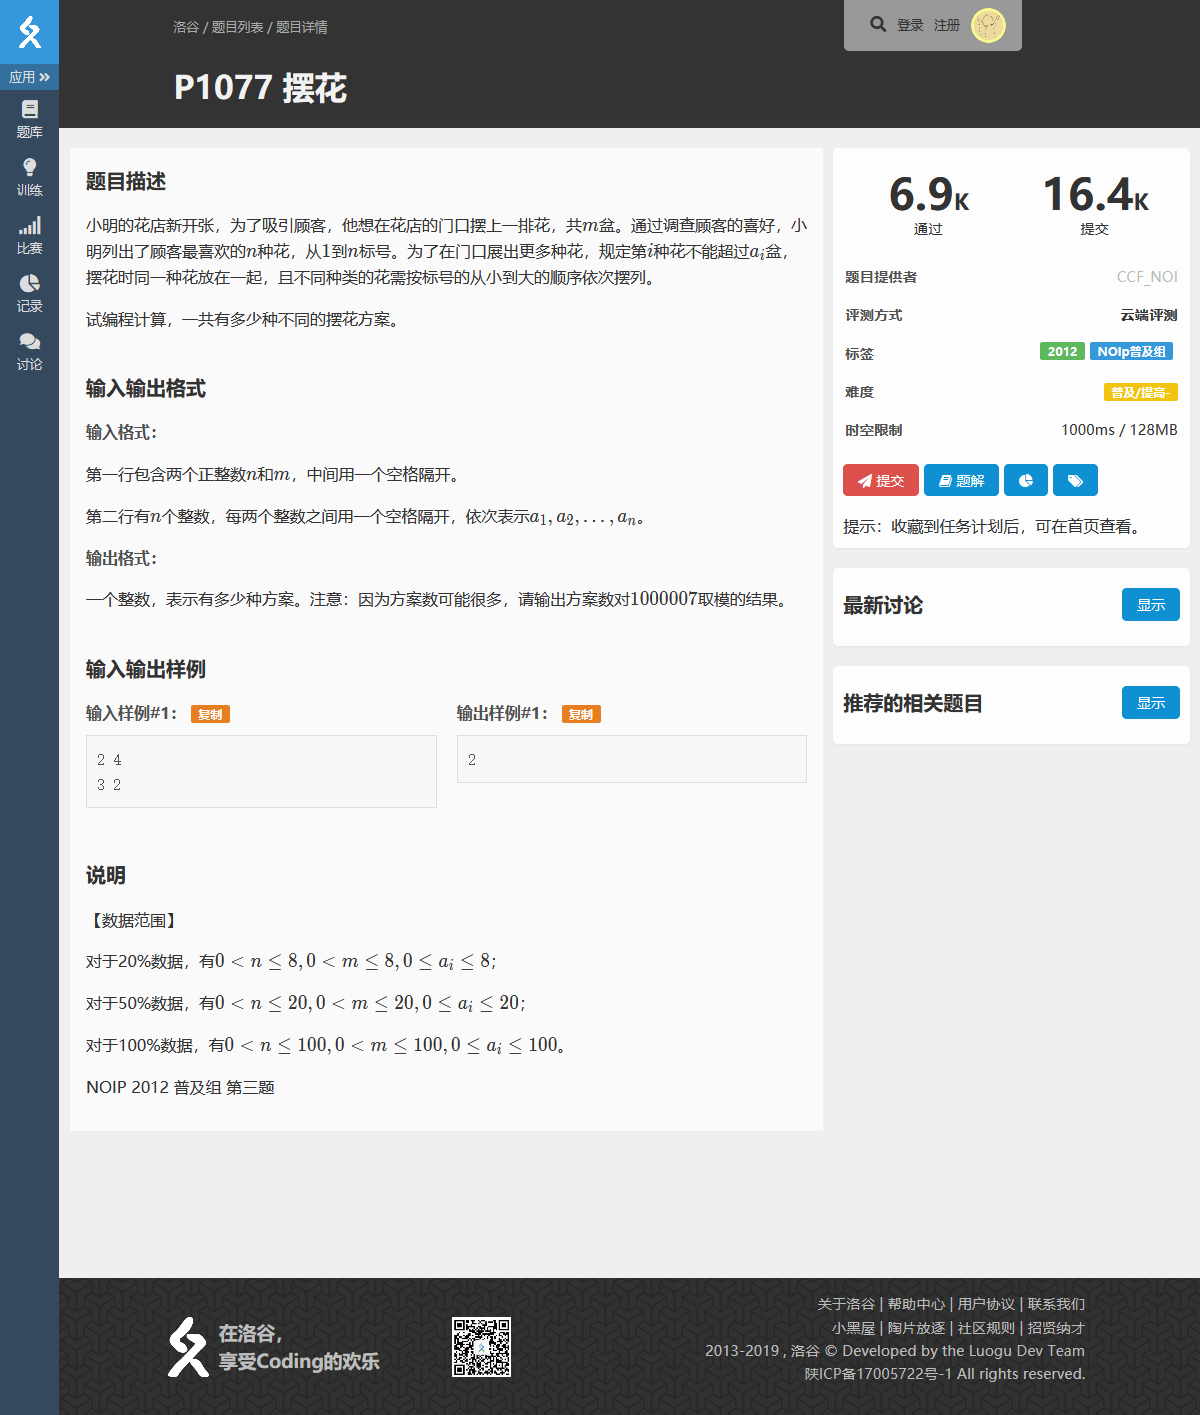 洛谷 / 题目列表 / 题目详情
登录 注册
P1077 摆花
应用
题库
训练
比赛
记录
讨论
题目描述
小明的花店新开张，为了吸引顾客，他想在花店的门口摆上一排花，共m盆。通过调查顾客的喜好，小
明列出了顾客最喜欢的n种花，从1到n标号。为了在门口展出更多种花，规定第i种花不能超过a_i盆，
摆花时同一种花放在一起，且不同种类的花需按标号的从小到大的顺序依次摆列。
试编程计算，一共有多少种不同的摆花方案。
输入输出格式
输入格式：
第一行包含两个正整数n和m，中间用一个空格隔开。
第二行有n个整数，每两个整数之间用一个空格隔开，依次表示a_1, a_2, ..., a_n。
输出格式：
一个整数，表示有多少种方案。注意：因为方案数可能很多，请输出方案数对1000007取模的结果。
输入输出样例
输入样例#1： 复制
2 4
3 2
输出样例#1： 复制
2
说明
【数据范围】
对于20%数据，有0 < n ≤ 8, 0 < m ≤ 8, 0 ≤ a_i ≤ 8；
对于50%数据，有0 < n ≤ 20, 0 < m ≤ 20, 0 ≤ a_i ≤ 20；
对于100%数据，有0 < n ≤ 100, 0 < m ≤ 100, 0 ≤ a_i ≤ 100。
NOIP 2012 普及组 第三题
6.9K 16.4K
通过 提交
题目提供者 CCF_NOI
评测方式 云端评测
标签 2012 NOIp普及组
难度 普及/提高-
时空限制 1000ms / 128MB
提交 题解
提示：收藏到任务计划后，可在首页查看。
最新讨论 显示
推荐的相关题目 显示
在洛谷，
享受Coding的欢乐
关于洛谷 | 帮助中心 | 用户协议 | 联系我们
小黑屋 | 陶片放逐 | 社区规则 | 招贤纳才
2013-2019 , 洛谷 © Developed by the Luogu Dev Team
陕ICP备17005722号-1 All rights reserved.